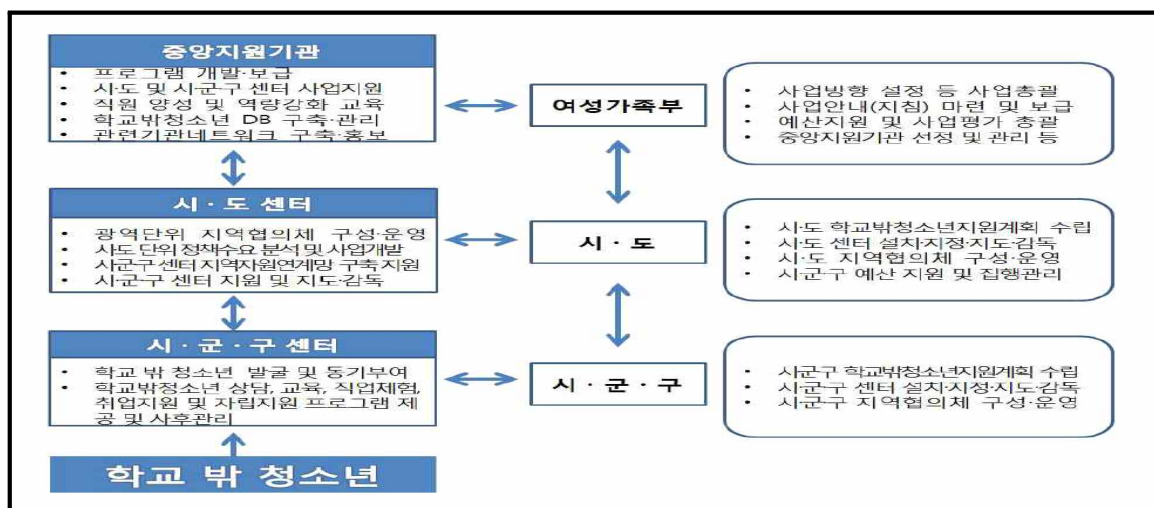 중앙지원기관
• 프로그램 개발·보급
• 시·도 및 시·군·구 센터 사업지원
• 직원 양성 및 역량강화 교육
• 학교밖청소년 DB 구축·관리
• 관련기관네트워크 구축·홍보
여성가족부
• 사업방향 설정 등 사업총괄
• 사업안내(지침) 마련 및 보급
• 예산지원 및 사업평가 총괄
• 중앙지원기관 선정 및 관리 등
시·도 센터
• 광역단위 지역협의체 구성·운영
• 시·도 단위 정책수요 분석 및 사업개발
• 시·군·구 센터 지역자원연계망 구축 지원
• 시·군·구 센터 지원 및 지도·감독
시·도
• 시·도 학교밖청소년지원계획 수립
• 시·도 센터 설치·지정·지도·감독
• 시·도 지역협의체 구성·운영
• 시·군·구 예산 지원 및 집행관리
시·군·구 센터
• 학교 밖 청소년 발굴 및 동기부여
• 학교밖청소년 상담, 교육, 직업체험,
취업지원 및 자립지원 프로그램 제
공 및 사후관리
시·군·구
• 시·군·구 학교밖청소년지원계획 수립
• 시·군·구 센터 설치·지정·지도·감독
• 시·군·구 지역협의체 구성·운영
학교 밖 청소년